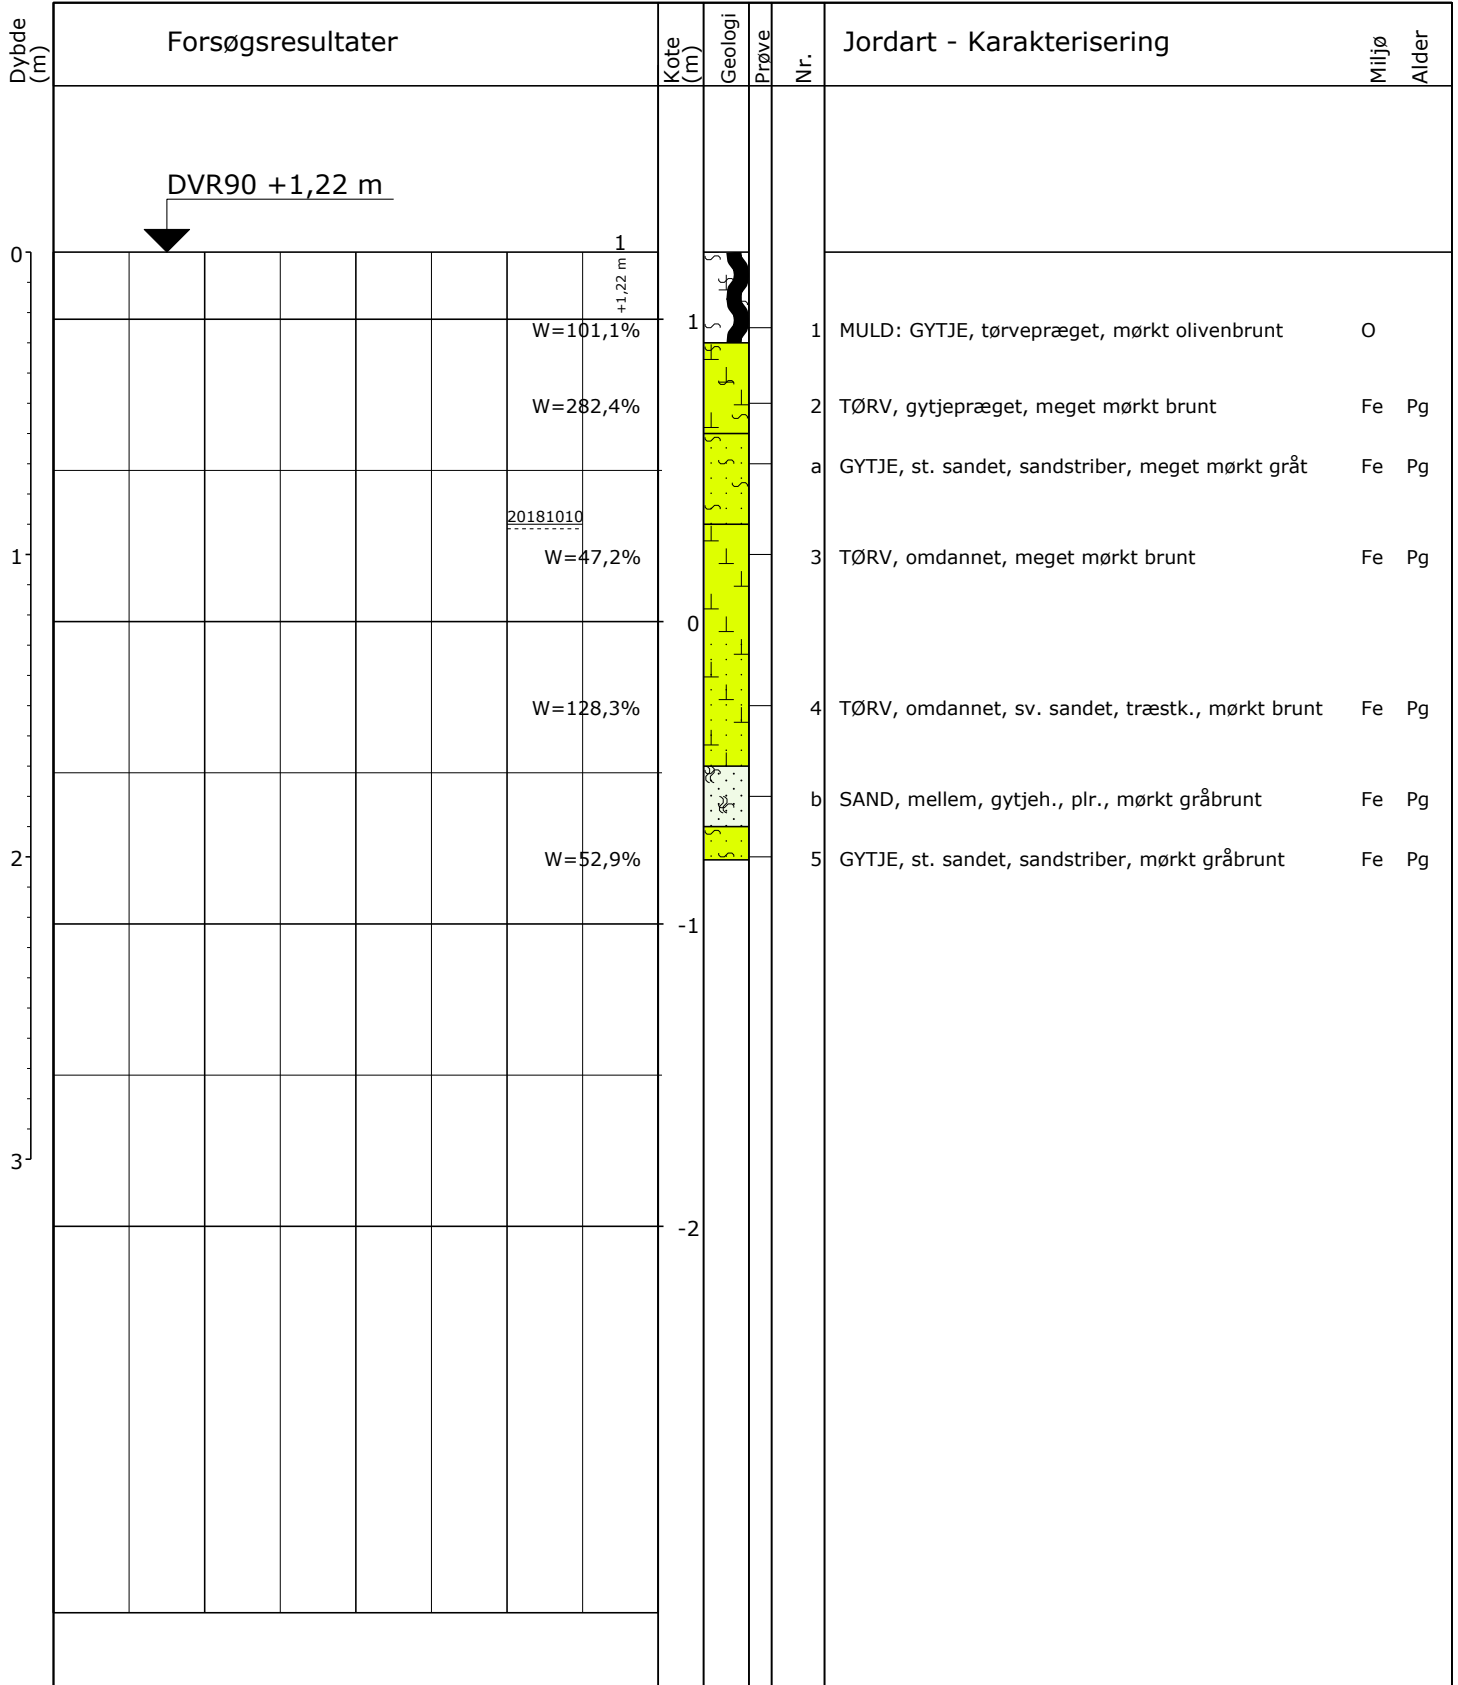 Dybde (m)
Forsøgsresultater
Kote (m)
Geologi
Prøve
Nr.
Jordart - Karakterisering
Miljø
Alder
DVR90 +1,22 m
1
+1,22 m
0
1
W=101,1%
1 MULD: GYTJE, tørvepræget, mørkt olivenbrunt O
W=282,4%
2 TØRV, gytjepræget, meget mørkt brunt Fe Pg
a GYTJE, st. sandet, sandstriber, meget mørkt gråt Fe Pg
20181010
1
W=47,2%
3 TØRV, omdannet, meget mørkt brunt Fe Pg
0
W=128,3%
4 TØRV, omdannet, sv. sandet, træstk., mørkt brunt Fe Pg
b SAND, mellem, gytjeh., plr., mørkt gråbrunt Fe Pg
2
W=52,9%
5 GYTJE, st. sandet, sandstriber, mørkt gråbrunt Fe Pg
-1
3
-2